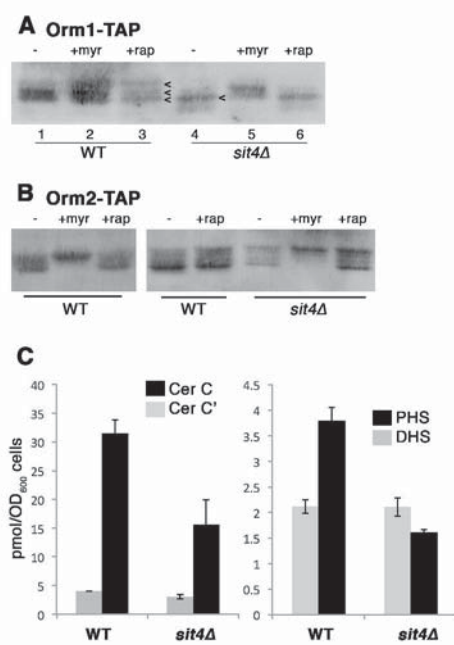 A Orm1-TAP
- +myr +rap - +myr +rap
<
<
<
<
1 2 3 4 5 6
WT sit4Δ
B Orm2-TAP
- +myr +rap - +rap - +myr +rap
WT WT sit4Δ
C
40
35
30
25
20
15
10
5
0
pmol/OD600 cells
Cer C
Cer C'
WT sit4Δ
4.5
4
3.5
3
2.5
2
1.5
1
0.5
0
PHS
DHS
WT sit4Δ